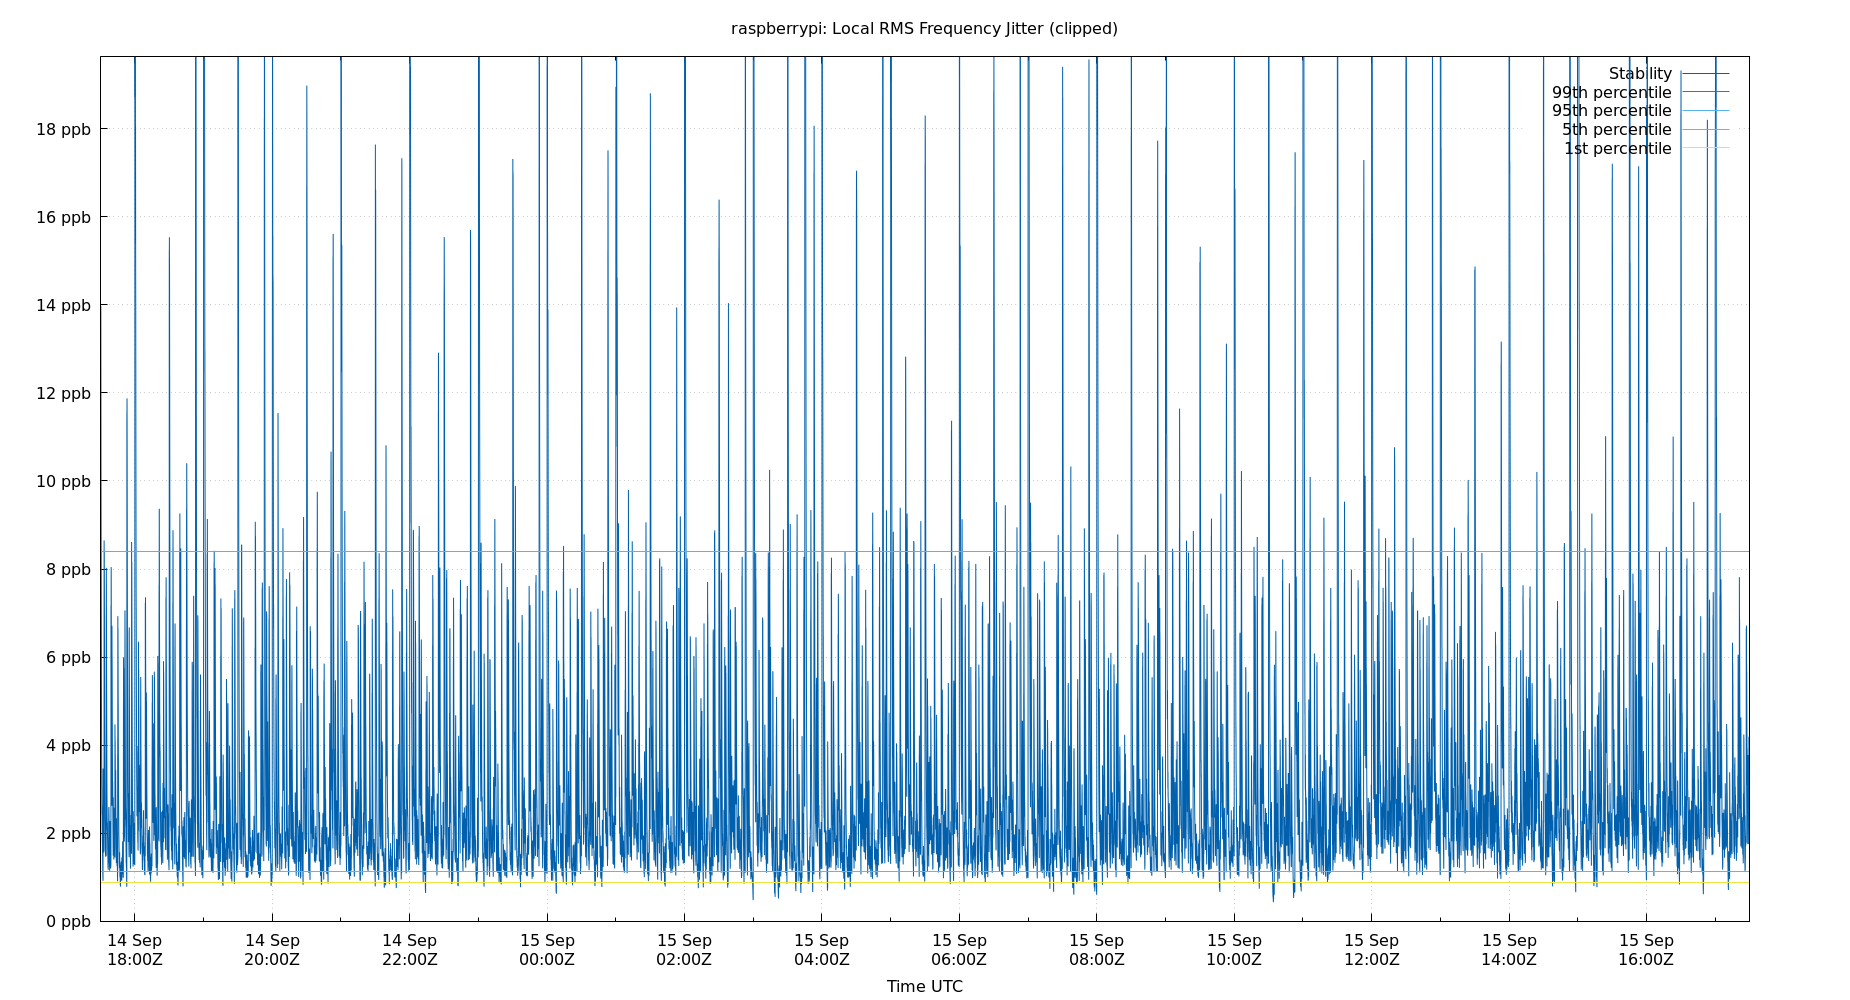 raspberrypi: Local RMS Frequency Jitter (clipped)
Stability
99th percentile
95th percentile
5th percentile
1st percentile
18 ppb
16 ppb
14 ppb
12 ppb
10 ppb
8 ppb
6 ppb
4 ppb
2 ppb
0 ppb
14 Sep 14 Sep 14 Sep 15 Sep 15 Sep 15 Sep 15 Sep 15 Sep 15 Sep 15 Sep 15 Sep 15 Sep
18:00Z 20:00Z 22:00Z 00:00Z 02:00Z 04:00Z 06:00Z 08:00Z 10:00Z 12:00Z 14:00Z 16:00Z
Time UTC